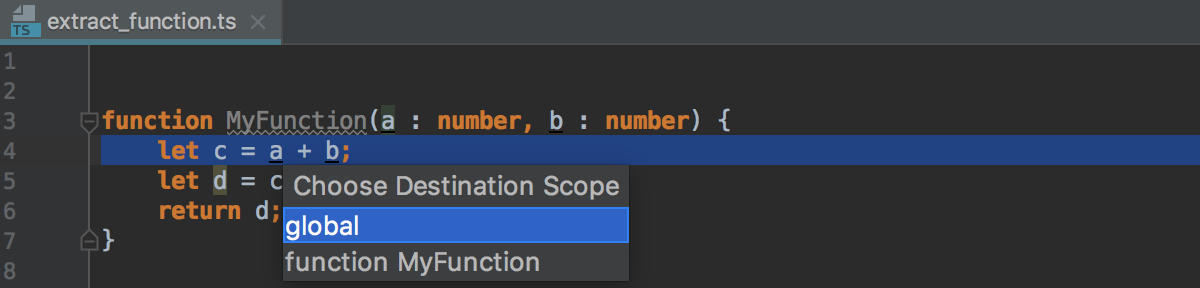 TS extract_function.ts
1
2
3 function MyFunction(a : number, b : number) {
4 let c = a + b;
5 let d = c
Choose Destination Scope
6 return d;
global
7 }
function MyFunction
8